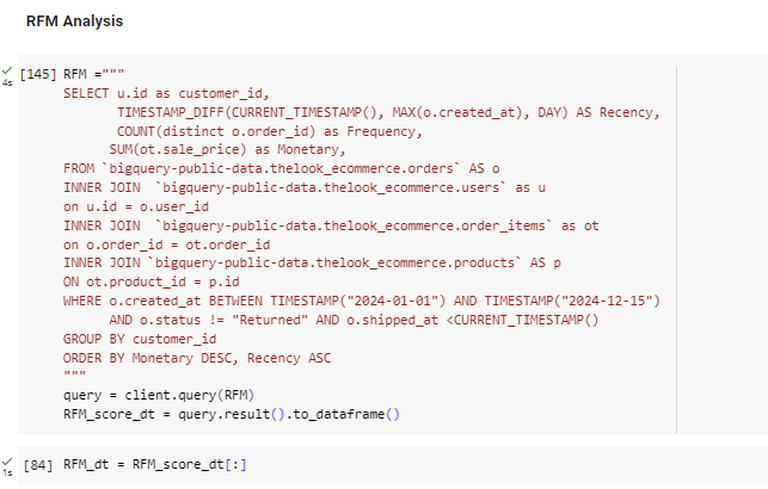 RFM Analysis
[145] RFM ="""
SELECT u.id as customer_id,
       TIMESTAMP_DIFF(CURRENT_TIMESTAMP(), MAX(o.created_at), DAY) AS Recency,
       COUNT(distinct o.order_id) as Frequency,
      SUM(ot.sale_price) as Monetary,
FROM `bigquery-public-data.thelook_ecommerce.orders` AS o
INNER JOIN  `bigquery-public-data.thelook_ecommerce.users` as u
on u.id = o.user_id
INNER JOIN  `bigquery-public-data.thelook_ecommerce.order_items` as ot
on o.order_id = ot.order_id
INNER JOIN `bigquery-public-data.thelook_ecommerce.products` AS p
ON ot.product_id = p.id
WHERE o.created_at BETWEEN TIMESTAMP("2024-01-01") AND TIMESTAMP("2024-12-15")
      AND o.status != "Returned" AND o.shipped_at <CURRENT_TIMESTAMP()
GROUP BY customer_id
ORDER BY Monetary DESC, Recency ASC
"""
query = client.query(RFM)
RFM_score_dt = query.result().to_dataframe()
4s
[84] RFM_dt = RFM_score_dt[:]
1s